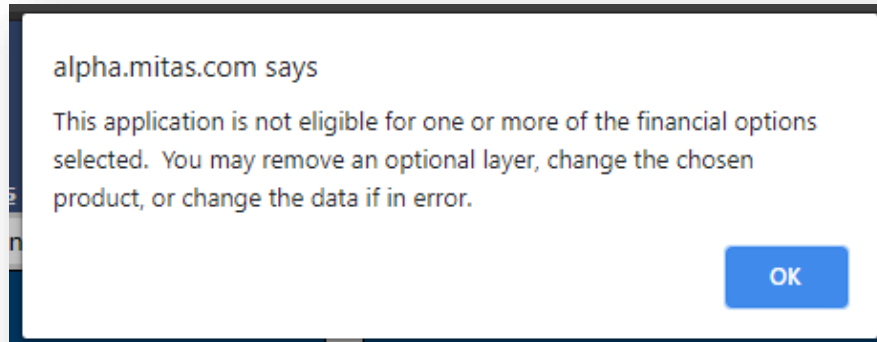 alpha.mitas.com says
This application is not eligible for one or more of the financial options
selected.  You may remove an optional layer, change the chosen
product, or change the data if in error.
OK